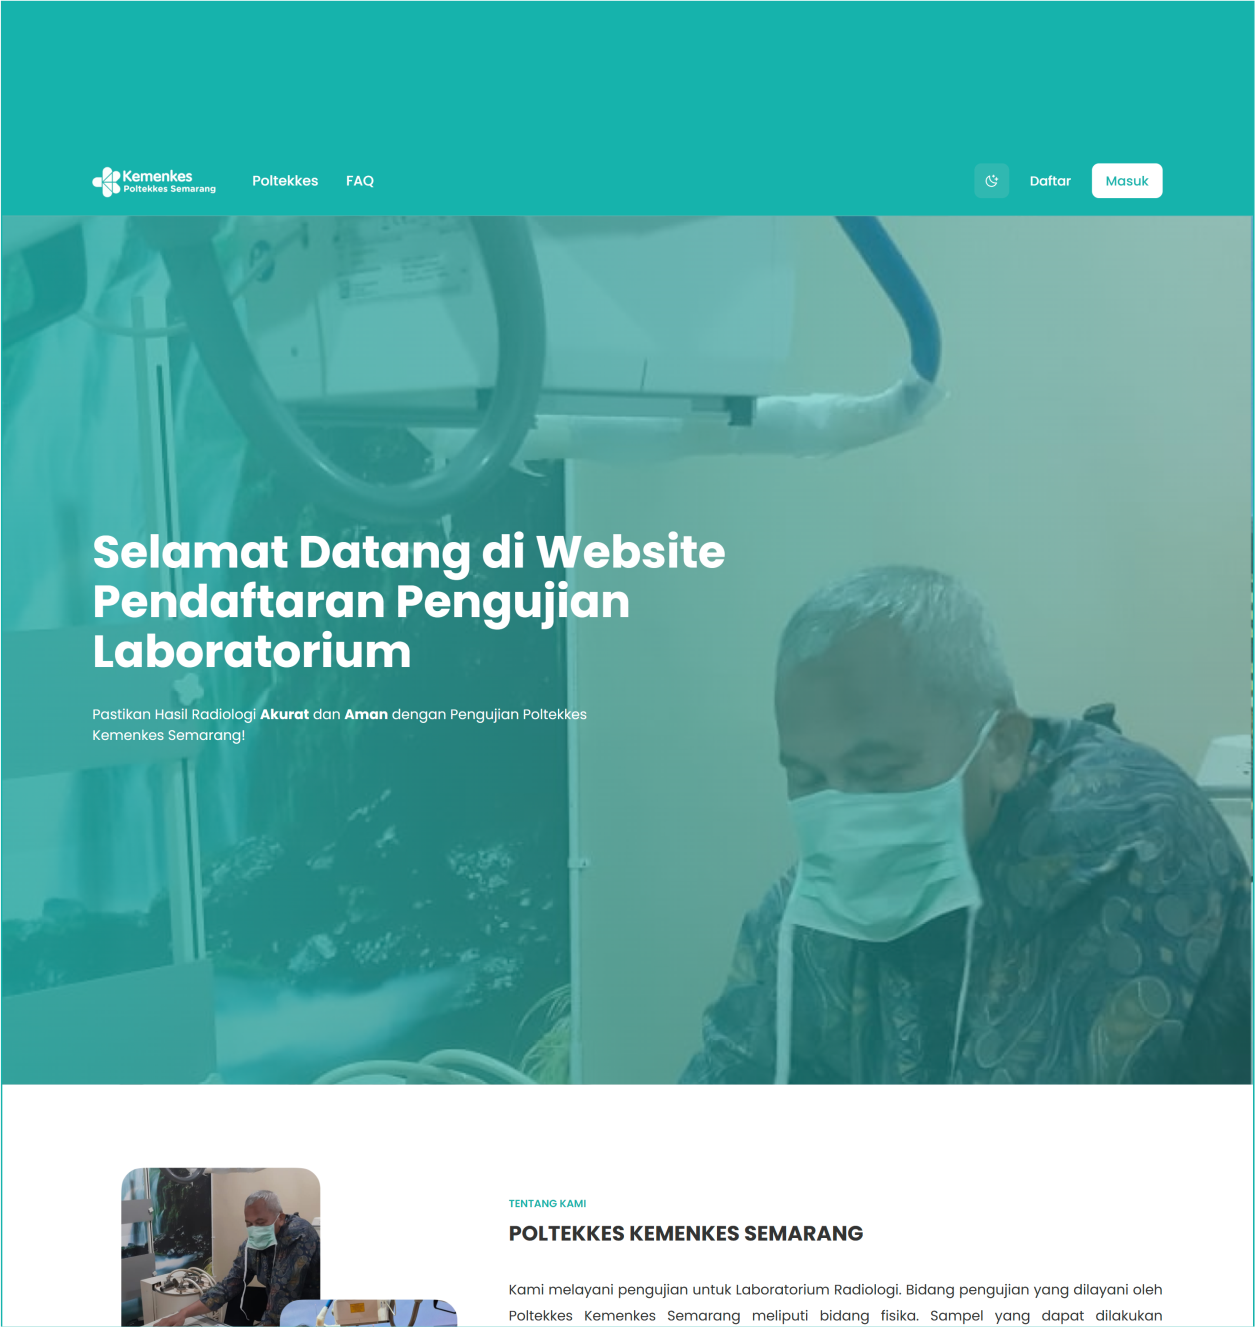 Kemenkes
Poltekkes Semarang
Poltekkes
FAQ
Daftar
Masuk
Selamat Datang di Website
Pendaftaran Pengujian
Laboratorium
Pastikan Hasil Radiologi Akurat dan Aman dengan Pengujian Poltekkes
Kemenkes Semarang!
TENTANG KAMI
POLTEKKES KEMENKES SEMARANG
Kami melayani pengujian untuk Laboratorium Radiologi. Bidang pengujian yang dilayani oleh
Poltekkes Kemenkes Semarang meliputi bidang fisika. Sampel yang dapat dilakukan